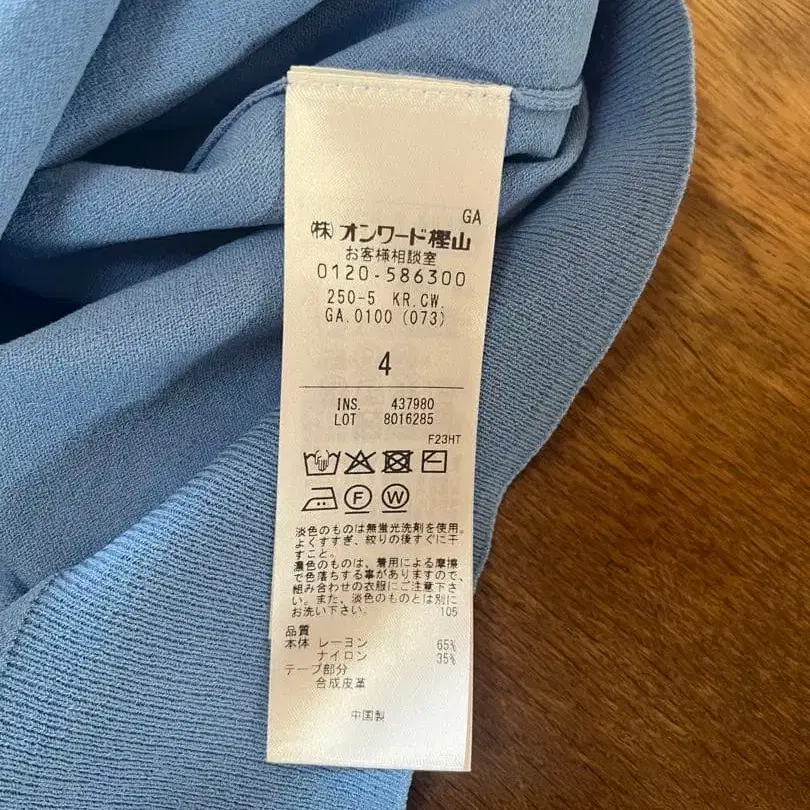 GA
㈱オンワード樫山
お客様相談室
0120-586300
250-5 KR.CW.
GA.0100 (073)
4
INS. 437980
LOT 8016285
F23HT
F W
淡色のものは無蛍光洗剤を使用。
よくすすぎ、絞りの後すぐに干
すこと。
濃色のものは、着用による摩擦
で色落ちする事がありますので、
組み合わせの衣服にご注意下さ
い。また、淡色のものとは別に
お洗い下さい。 105
品質
本体 レーヨン 65%
ナイロン 35%
テープ部分
合成皮革
中国製